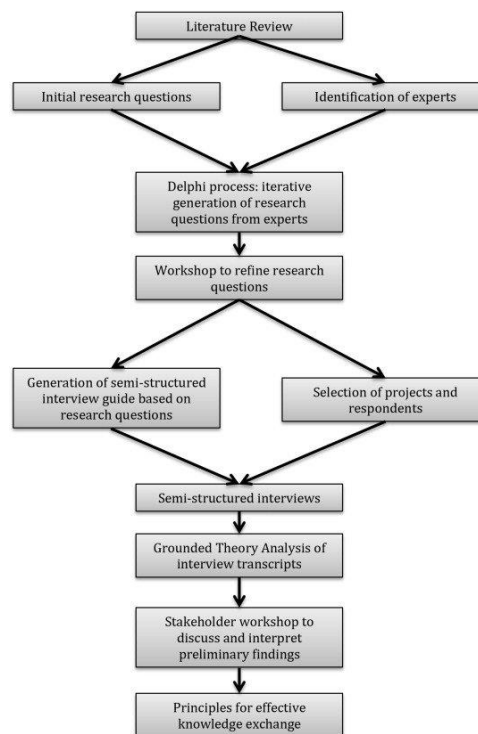 Literature Review
Initial research questions
Identification of experts
Delphi process: iterative
generation of research
questions from experts
Workshop to refine research
questions
Generation of semi-structured
interview guide based on
research questions
Selection of projects and
respondents
Semi-structured interviews
Grounded Theory Analysis of
interview transcripts
Stakeholder workshop to
discuss and interpret
preliminary findings
Principles for effective
knowledge exchange